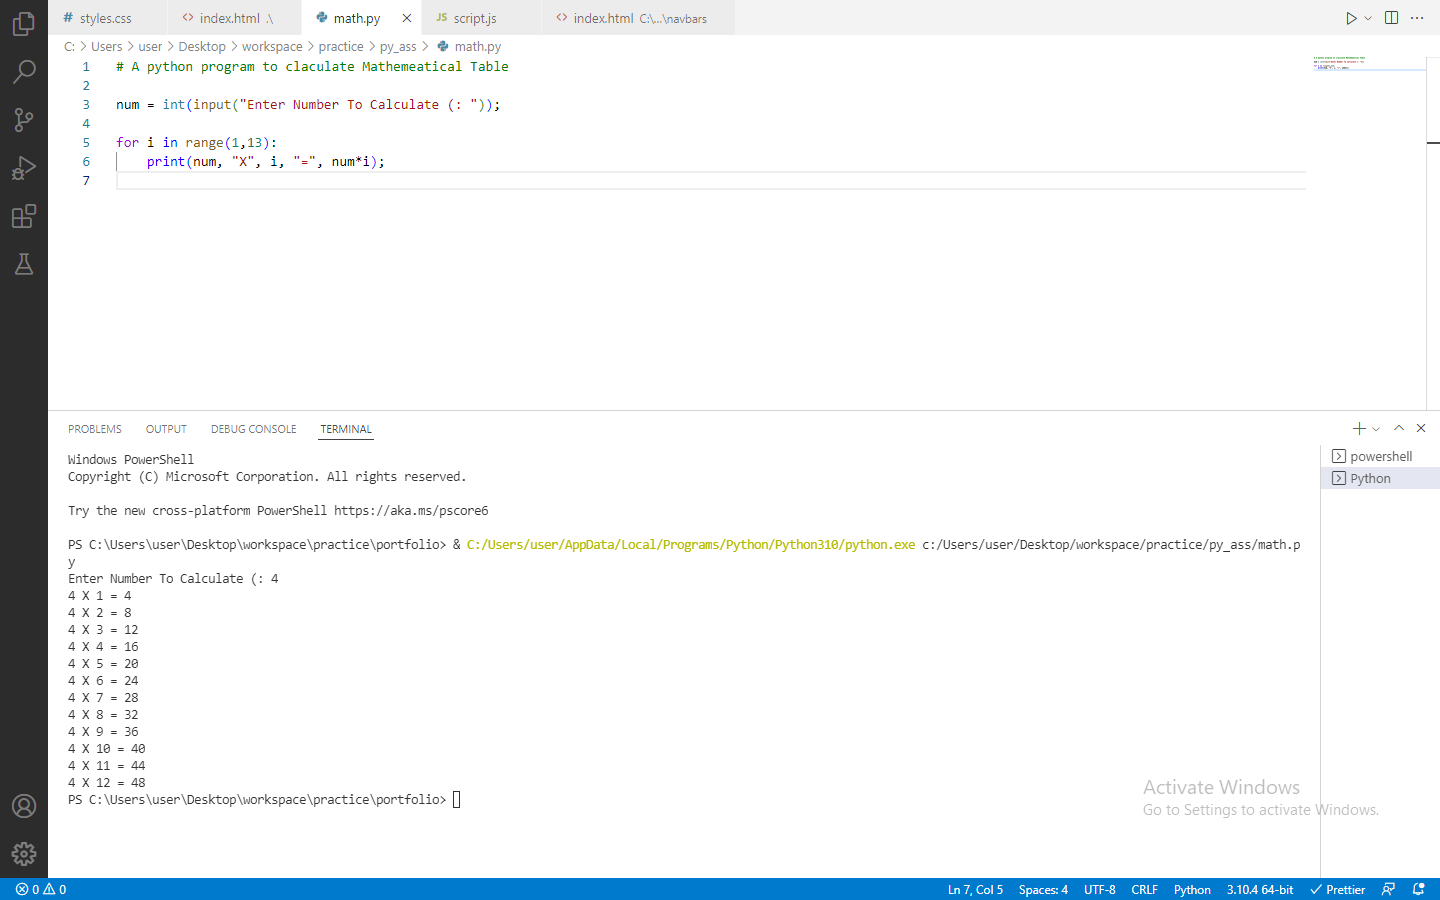 styles.css
index.html .\
math.py
JS script.js
index.html C:\...\navbars
C: > Users > user > Desktop > workspace > practice > py_ass > math.py
1 # A python program to claculate Mathemeatical Table
2
3 num = int(input("Enter Number To Calculate (: "));
4
5 for i in range(1,13):
6 print(num, "X", i, "=", num*i);
7
PROBLEMS OUTPUT DEBUG CONSOLE TERMINAL
Windows PowerShell
Copyright (C) Microsoft Corporation. All rights reserved.
Try the new cross-platform PowerShell https://aka.ms/pscore6
PS C:\Users\user\Desktop\workspace\practice\portfolio> & C:/Users/user/AppData/Local/Programs/Python/Python310/python.exe c:/Users/user/Desktop/workspace/practice/py_ass/math.p
y
Enter Number To Calculate (: 4
4 X 1 = 4
4 X 2 = 8
4 X 3 = 12
4 X 4 = 16
4 X 5 = 20
4 X 6 = 24
4 X 7 = 28
4 X 8 = 32
4 X 9 = 36
4 X 10 = 40
4 X 11 = 44
4 X 12 = 48
PS C:\Users\user\Desktop\workspace\practice\portfolio>
powershell
Python
Activate Windows
Go to Settings to activate Windows.
0 0
Ln 7, Col 5 Spaces: 4 UTF-8 CRLF Python 3.10.4 64-bit Prettier